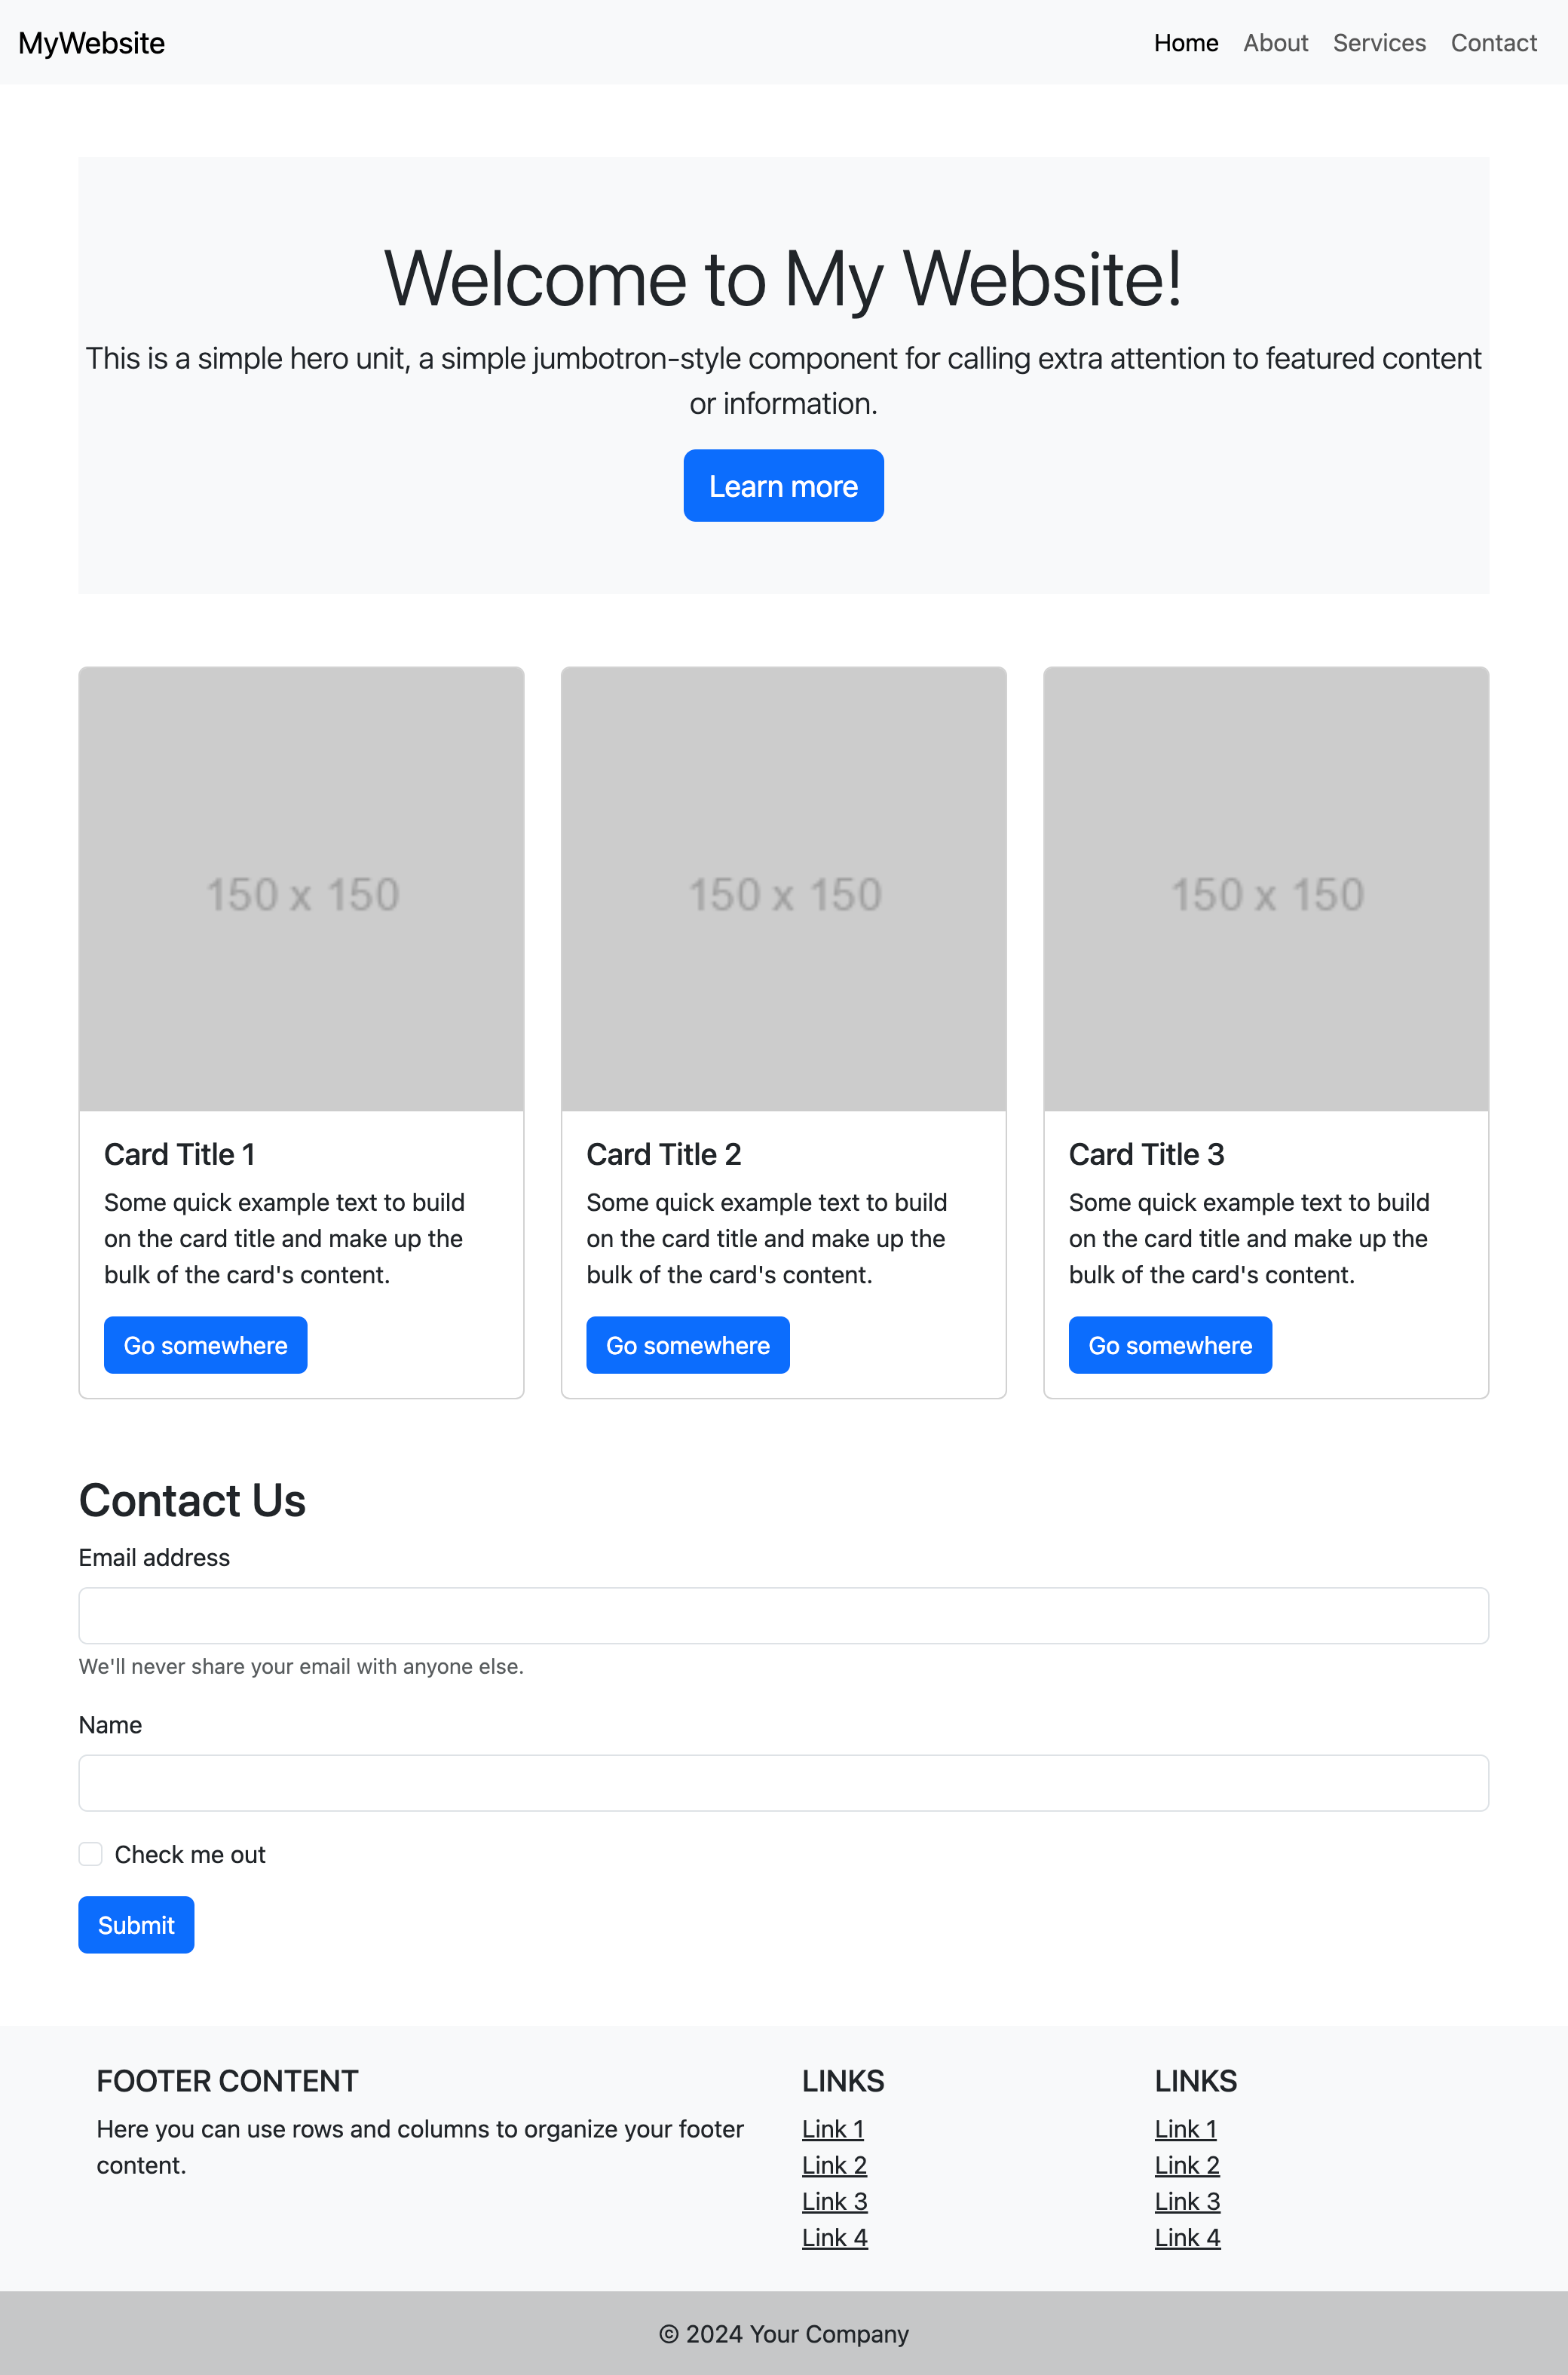 MyWebsite
Home About Services Contact
Welcome to My Website!
This is a simple hero unit, a simple jumbotron-style component for calling extra attention to featured content
or information.
Learn more
150 x 150
150 x 150
150 x 150
Card Title 1
Some quick example text to build
on the card title and make up the
bulk of the card's content.
Go somewhere
Card Title 2
Some quick example text to build
on the card title and make up the
bulk of the card's content.
Go somewhere
Card Title 3
Some quick example text to build
on the card title and make up the
bulk of the card's content.
Go somewhere
Contact Us
Email address
We'll never share your email with anyone else.
Name
Check me out
Submit
FOOTER CONTENT
Here you can use rows and columns to organize your footer
content.
LINKS
Link 1
Link 2
Link 3
Link 4
LINKS
Link 1
Link 2
Link 3
Link 4
© 2024 Your Company